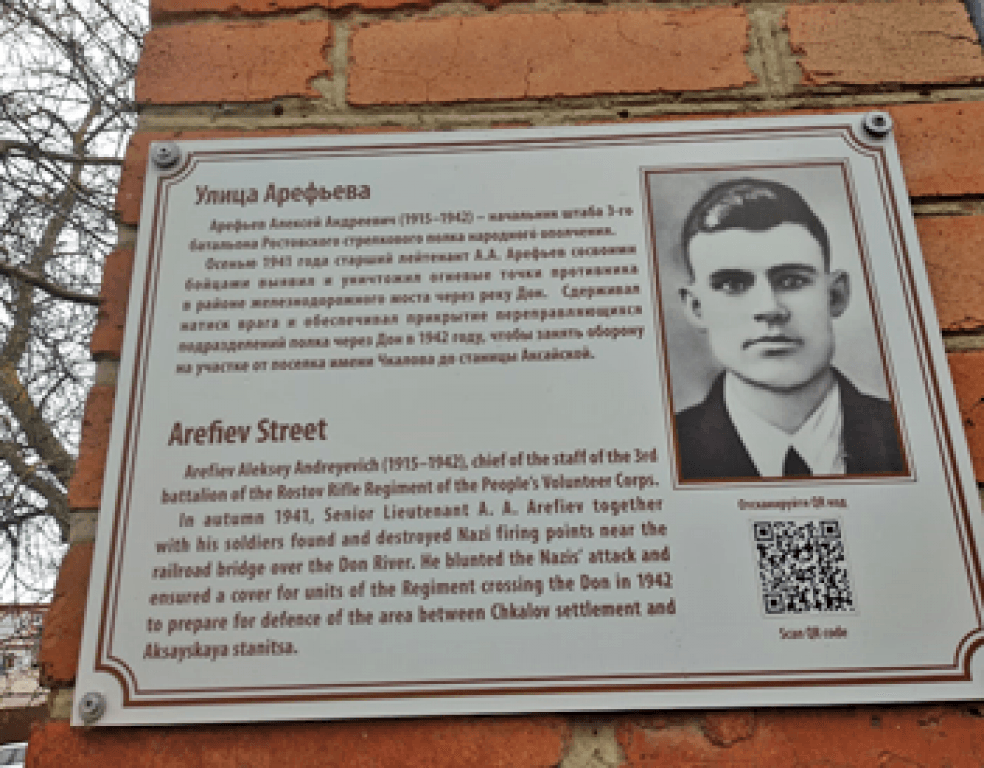 Улица Арефьева
Арефьев Алексей Андреевич (1915–1942) – начальник штаба 3-го
батальона Ростовского стрелкового полка народного ополчения.
Осенью 1941 года старший лейтенант А.А. Арефьев со своими
бойцами выявил и уничтожил огневые точки противника
в районе железнодорожного моста через реку Дон. Сдерживал
натиск врага и обеспечивал прикрытие переправляющихся
подразделений полка через Дон в 1942 году, чтобы занять оборону
на участке от поселка имени Чкалова до станицы Аксайской.
Arefiev Street
Arefiev Aleksey Andreyevich (1915–1942), chief of the staff of the 3rd
battalion of the Rostov Rifle Regiment of the People's Volunteer Corps.
In autumn 1941, Senior Lieutenant A. A. Arefiev together
with his soldiers found and destroyed Nazi firing points near the
railroad bridge over the Don River. He blunted the Nazis' attack and
ensured a cover for units of the Regiment crossing the Don in 1942
to prepare for defence of the area between Chkalov settlement and
Aksayskaya stanitsa.
Отсканируйте QR код
Scan QR code